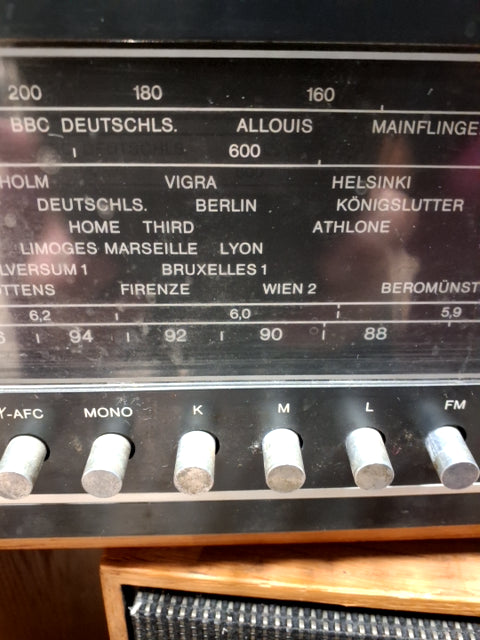 200 180 160
BBC DEUTSCHLS. ALLOUIS MAINFLINGE
600
HOLM VIGRA HELSINKI
DEUTSCHLS. BERLIN KÖNIGSLUTTER
HOME THIRD ATHLONE
LIMOGES MARSEILLE LYON
LVERSUM 1 BRUXELLES 1
TTENS FIRENZE WIEN 2 BEROMÜNST
6,2 6,0 5,9
6 94 92 90 88
Y-AFC MONO K M L FM